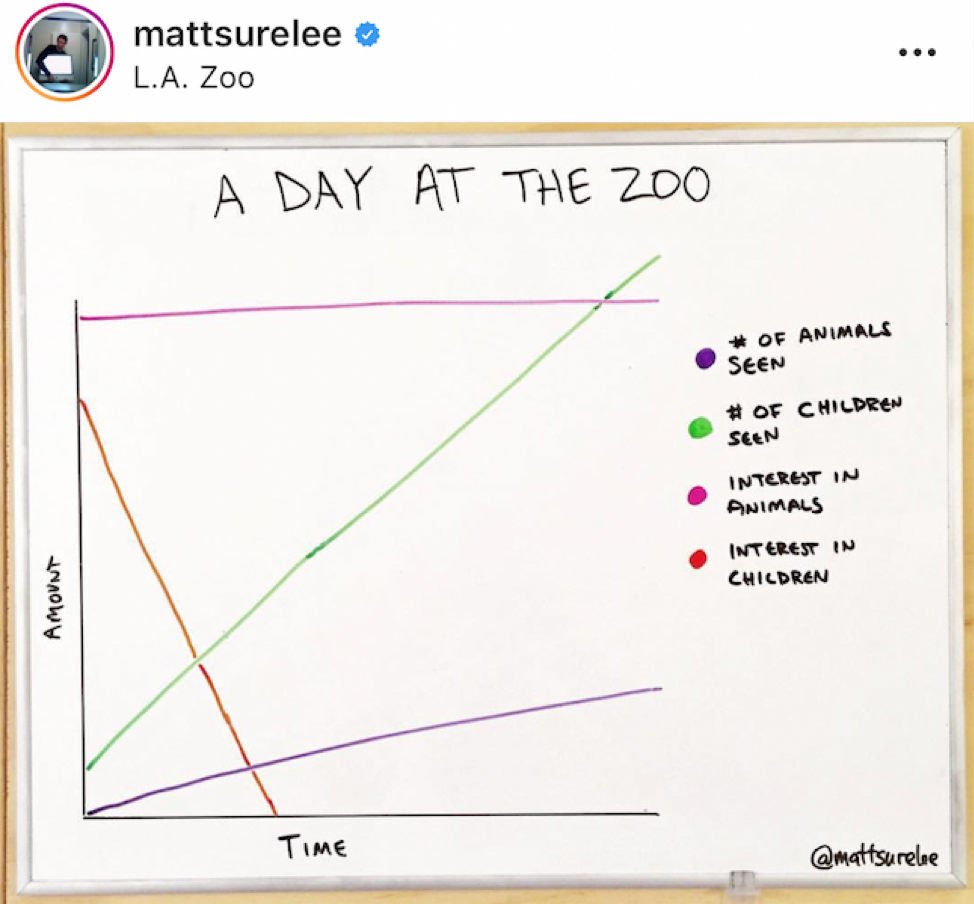 mattsurelee
L.A. Zoo
A DAY AT THE ZOO
# OF ANIMALS
SEEN
# OF CHILDREN
SEEN
INTEREST IN
ANIMALS
INTEREST IN
CHILDREN
AMOUNT
TIME
@mattsurelee